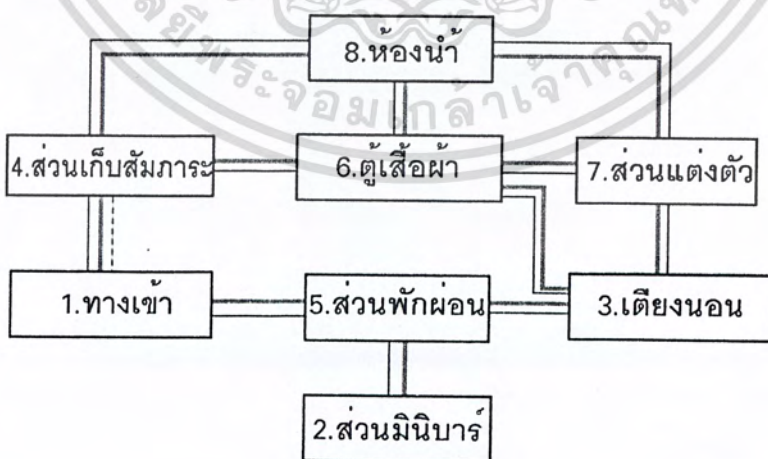 8.ห้องน้ำ
4.ส่วนเก็บสัมภาระ
6.ตู้เสื้อผ้า
7.ส่วนแต่งตัว
1.ทางเข้า
5.ส่วนพักผ่อน
3.เตียงนอน
2.ส่วนมินิบาร์